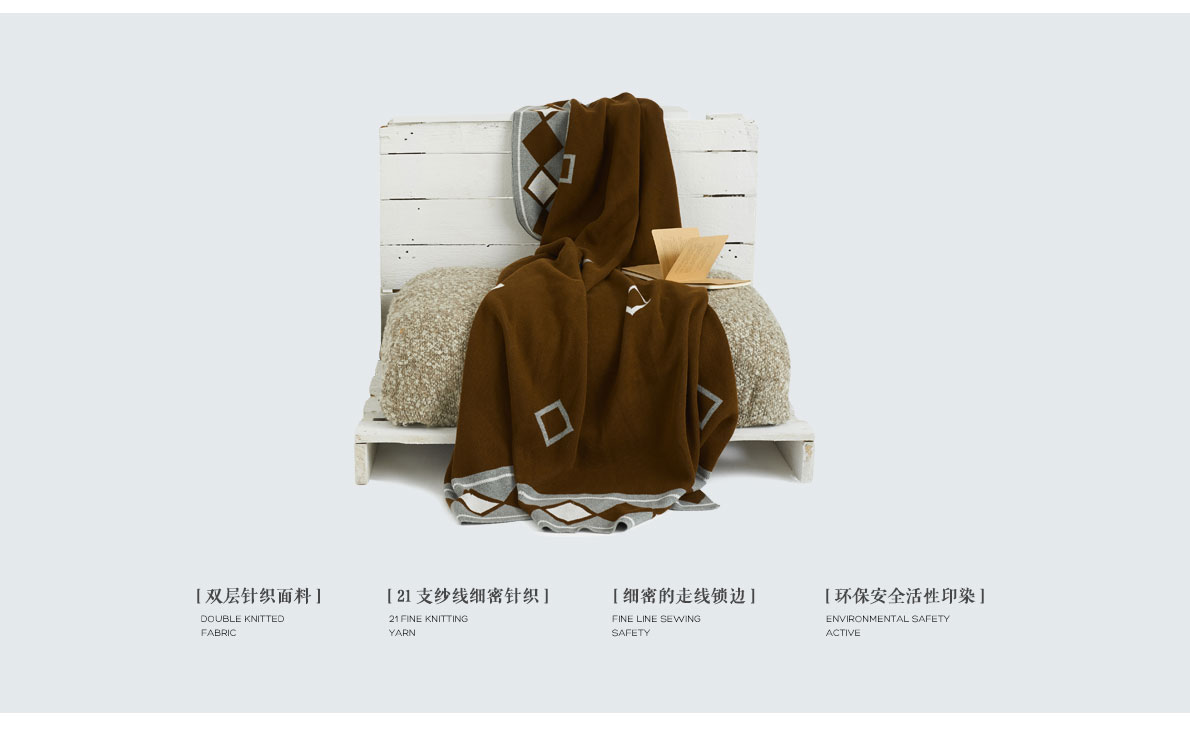 [ 双层针织面料 ]
DOUBLE KNITTED
FABRIC
[ 21 支纱线细密针织 ]
21 FINE KNITTING
YARN
[ 细密的走线锁边 ]
FINE LINE SEWING
SAFETY
[ 环保安全活性印染 ]
ENVIRONMENTAL SAFETY
ACTIVE